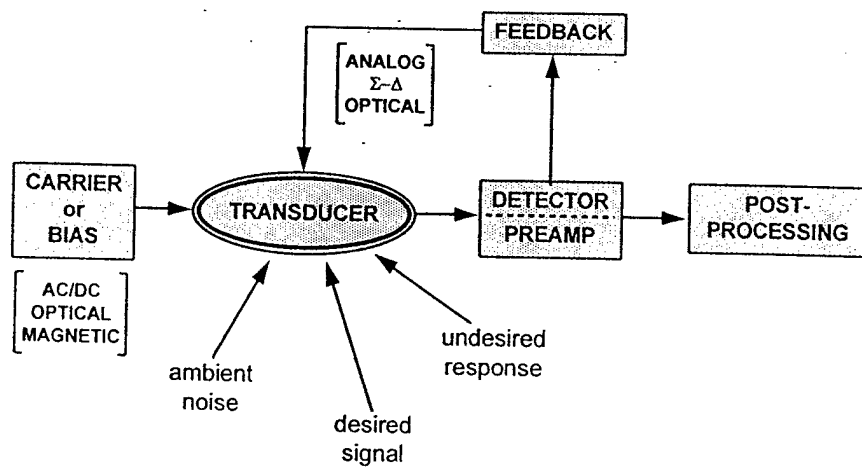 FEEDBACK
ANALOG
Σ–Δ
OPTICAL
CARRIER
or
BIAS
TRANSDUCER
DETECTOR
PREAMP
POST-
PROCESSING
AC/DC
OPTICAL
MAGNETIC
ambient
noise
desired
signal
undesired
response